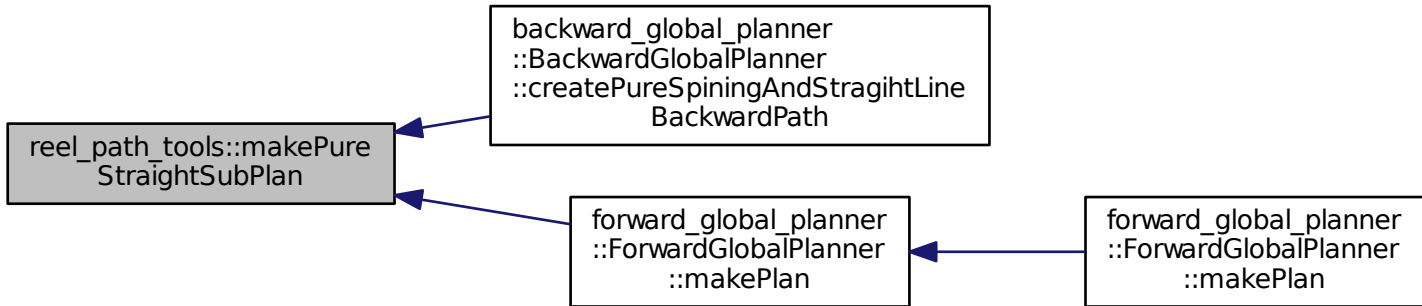 reel_path_tools::makePure
StraightSubPlan
backward_global_planner
::BackwardGlobalPlanner
::createPureSpiningAndStragihtLine
BackwardPath
forward_global_planner
::ForwardGlobalPlanner
::makePlan
forward_global_planner
::ForwardGlobalPlanner
::makePlan